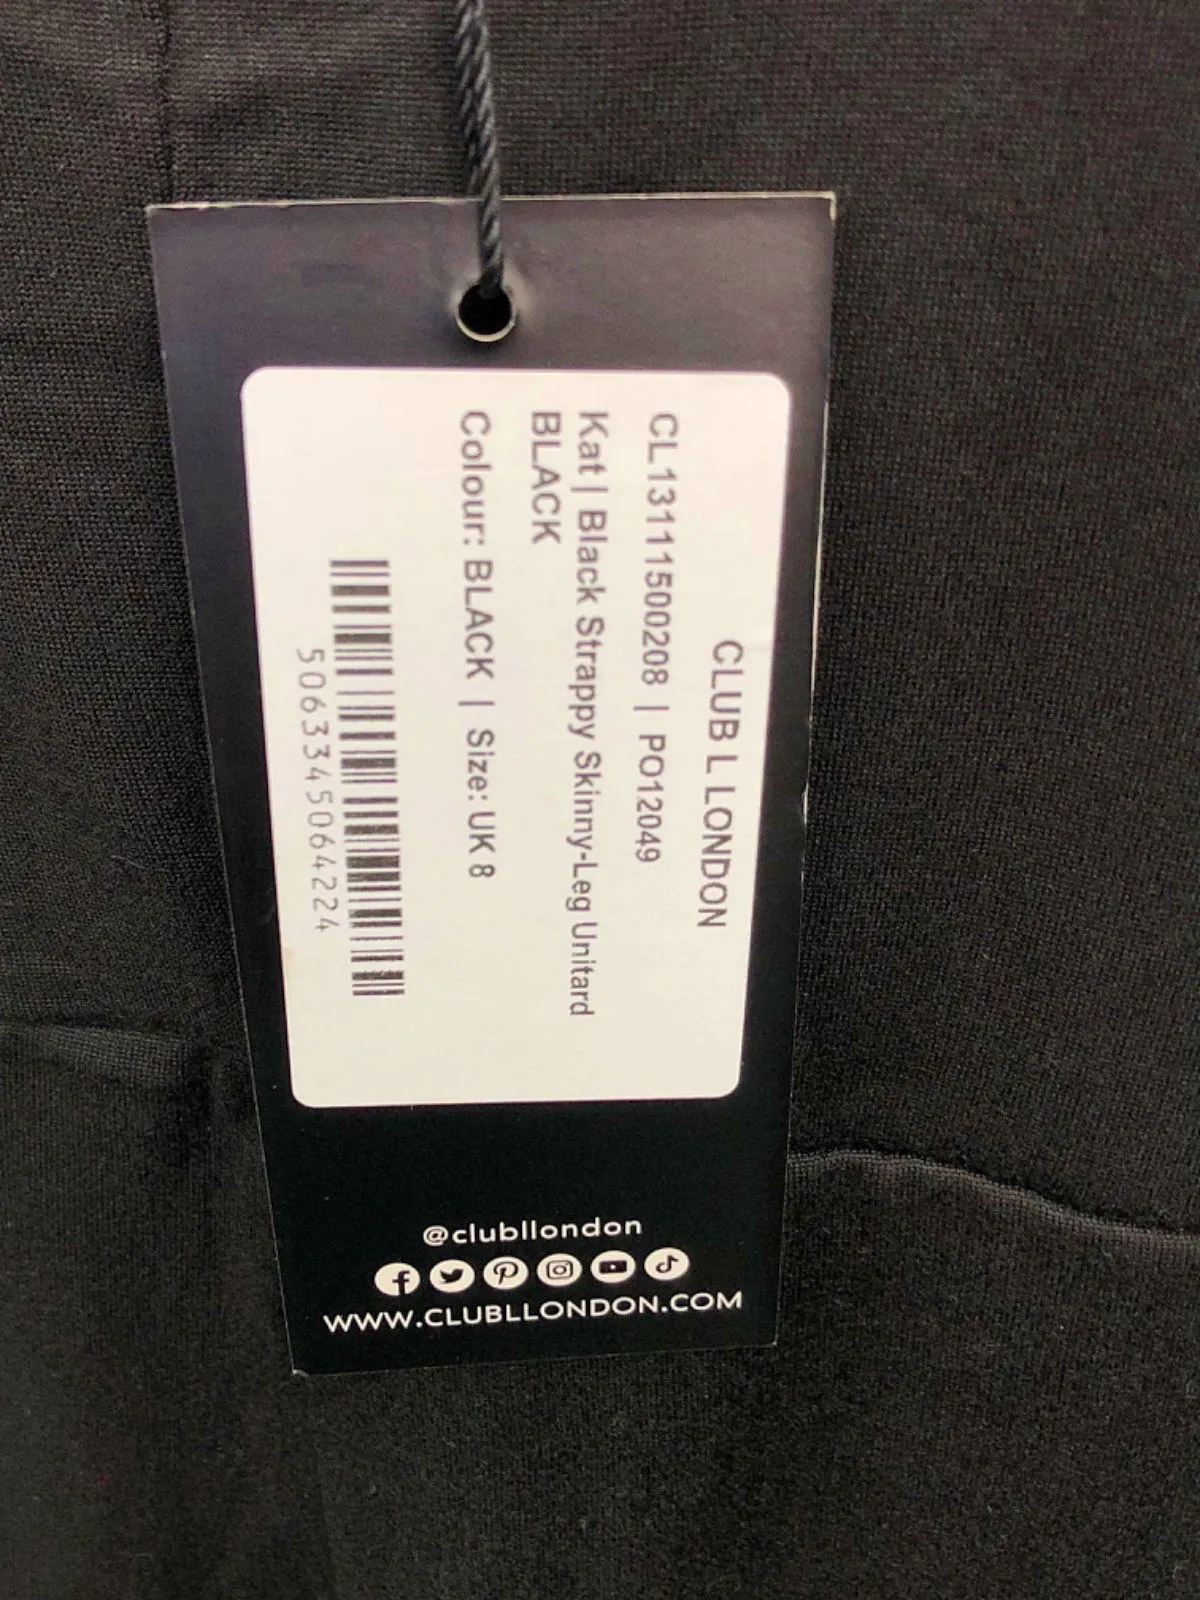 CLUB L LONDON
CL13111500208 | PO12049
Kat | Black Strappy Skinny-Leg Unitard
BLACK
Colour: BLACK | Size: UK 8
5063345064224
@clubllondon
WWW.CLUBLLONDON.COM